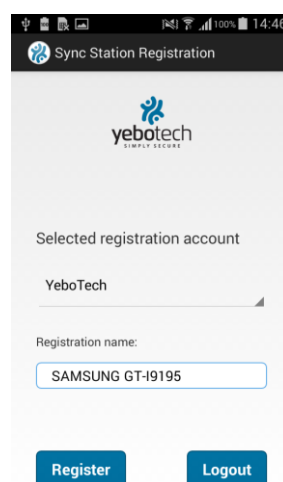 100% 14:46
Sync Station Registration
yebotech
SIMPLY SECURE
Selected registration account
YeboTech
Registration name:
SAMSUNG GT-I9195
Register Logout